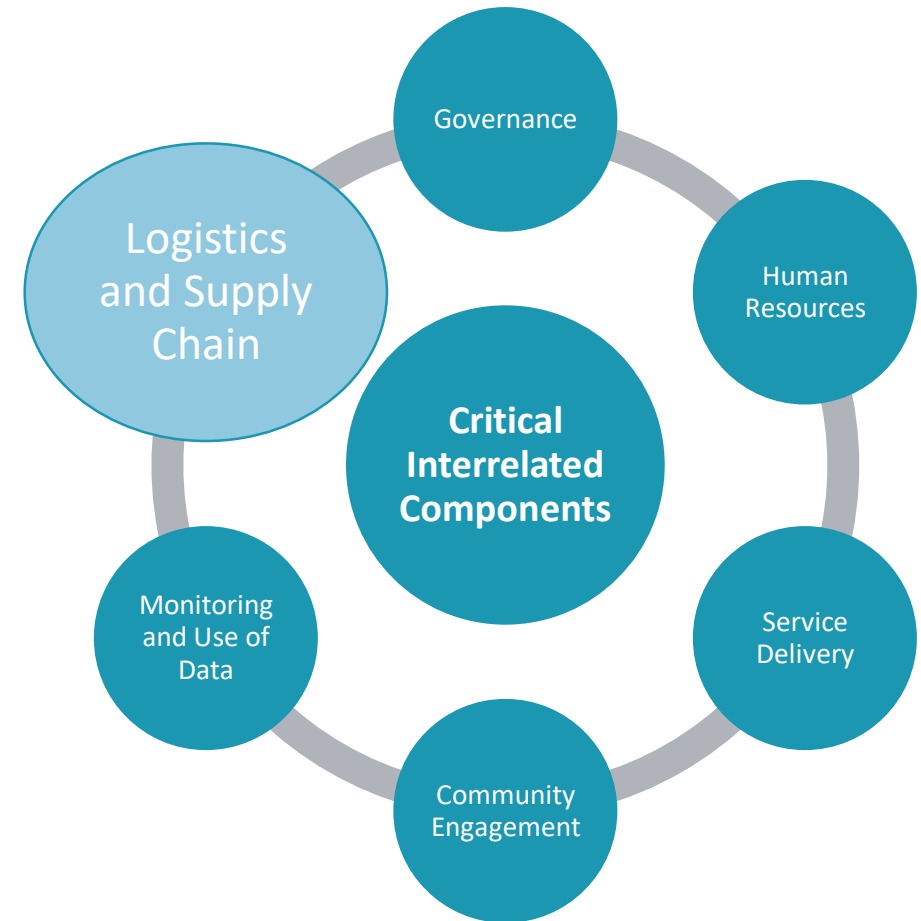 Governance
Logistics
and Supply
Chain
Human
Resources
Critical
Interrelated
Components
Monitoring
and Use of
Data
Service
Delivery
Community
Engagement